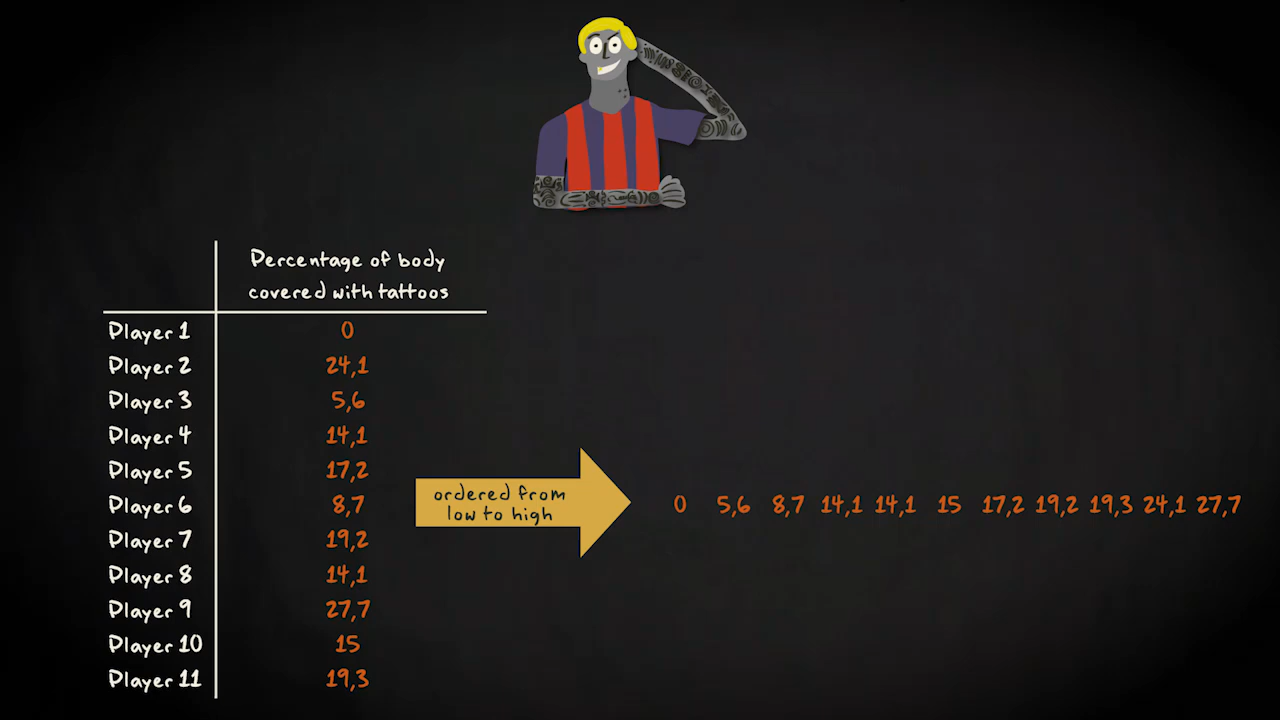 Percentage of body
covered with tattoos
Player 1 0
Player 2 24,1
Player 3 5,6
Player 4 14,1
Player 5 17,2
Player 6 8,7
Player 7 19,2
Player 8 14,1
Player 9 27,7
Player 10 15
Player 11 19,3
ordered from
low to high
0 5,6 8,7 14,1 14,1 15 17,2 19,2 19,3 24,1 27,7